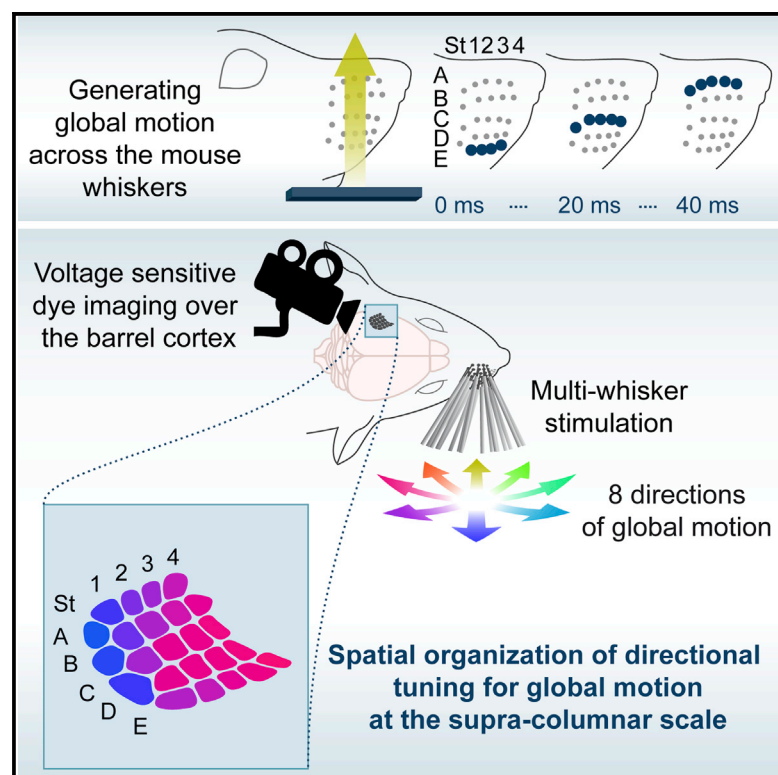 Generating
global motion
across the mouse
whiskers
St 1 2 3 4
A
B
C
D
E
0 ms .... 20 ms .... 40 ms
Voltage sensitive
dye imaging over
the barrel cortex
Multi-whisker
stimulation
8 directions
of global motion
1 2 3 4
St
A
B
C
D
E
Spatial organization of directional
tuning for global motion
at the supra-columnar scale